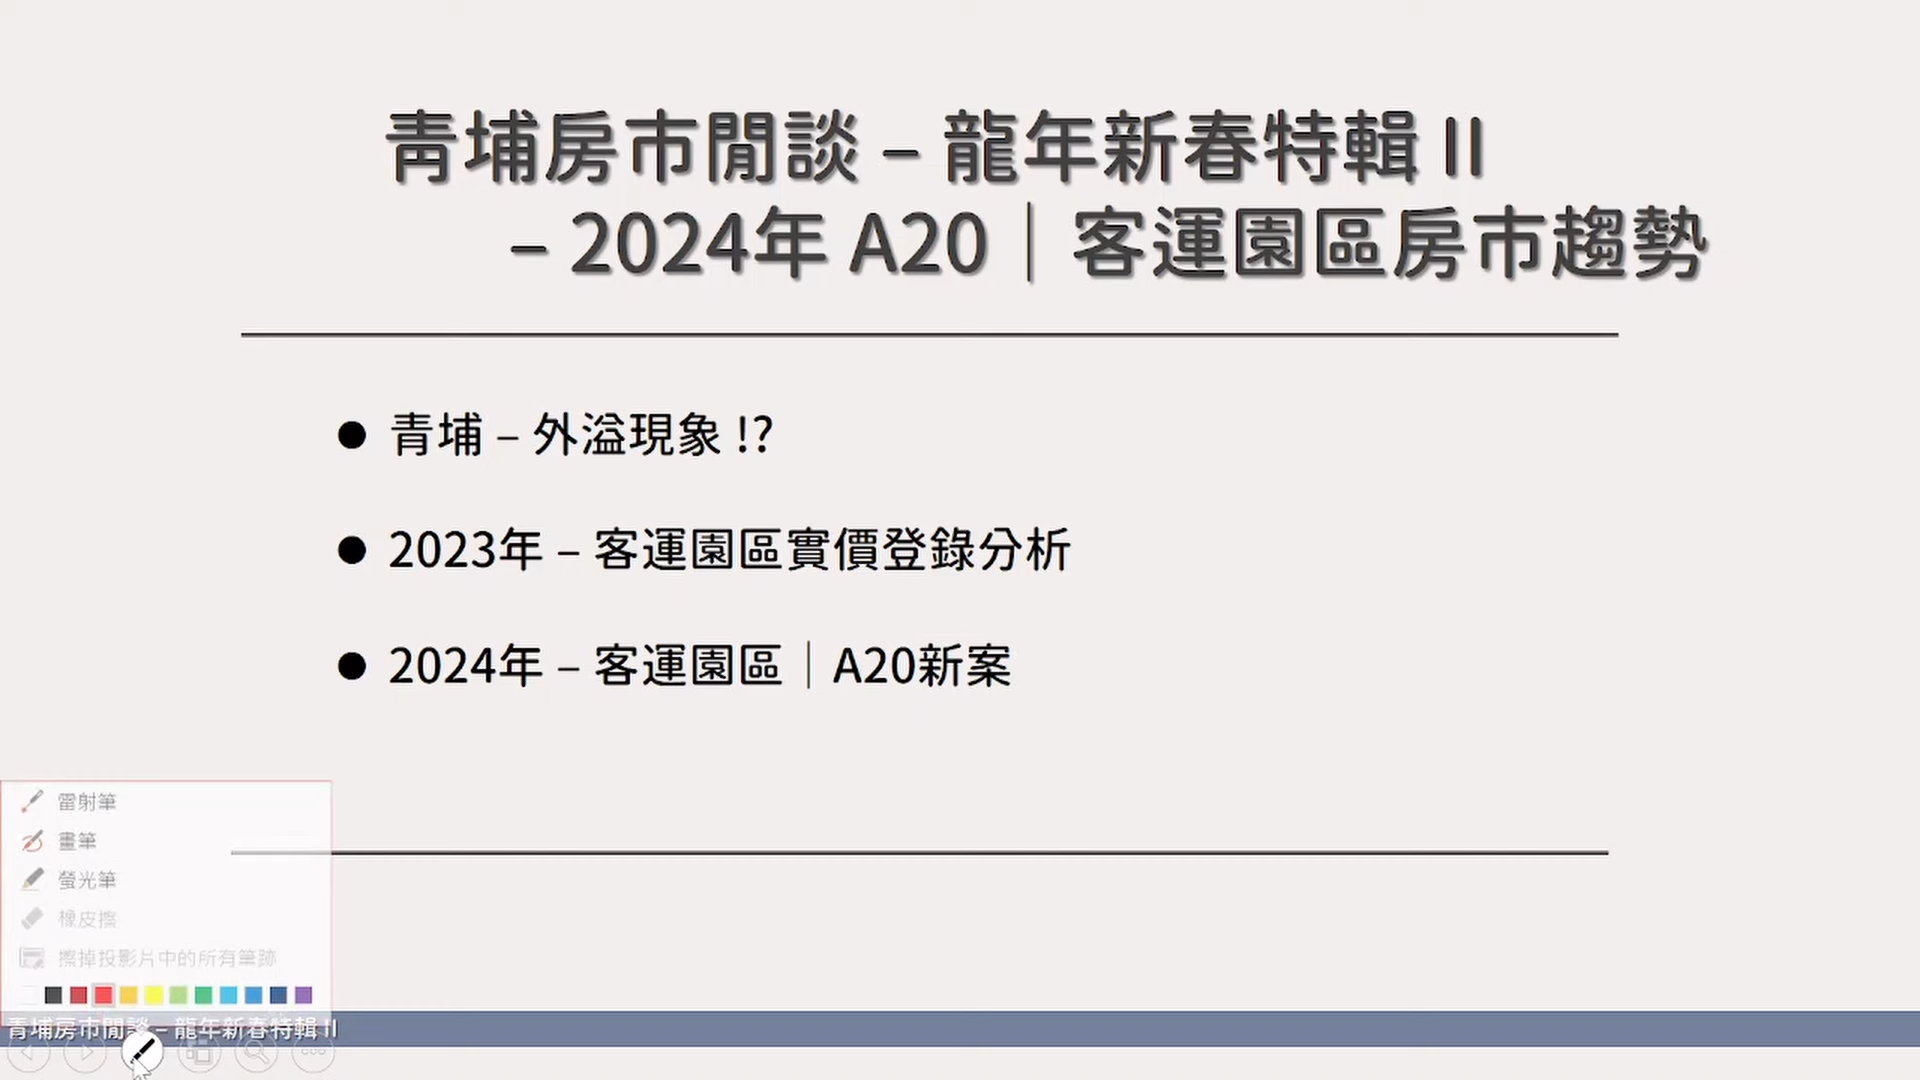 青埔房市閒談 – 龍年新春特輯 II
– 2024年 A20｜客運園區房市趨勢
● 青埔 – 外溢現象 !?
● 2023年 – 客運園區實價登錄分析
● 2024年 – 客運園區｜A20新案
雷射筆
畫筆
螢光筆
橡皮擦
擦掉投影片中的所有筆跡
青埔房市閒談 – 龍年新春特輯 II